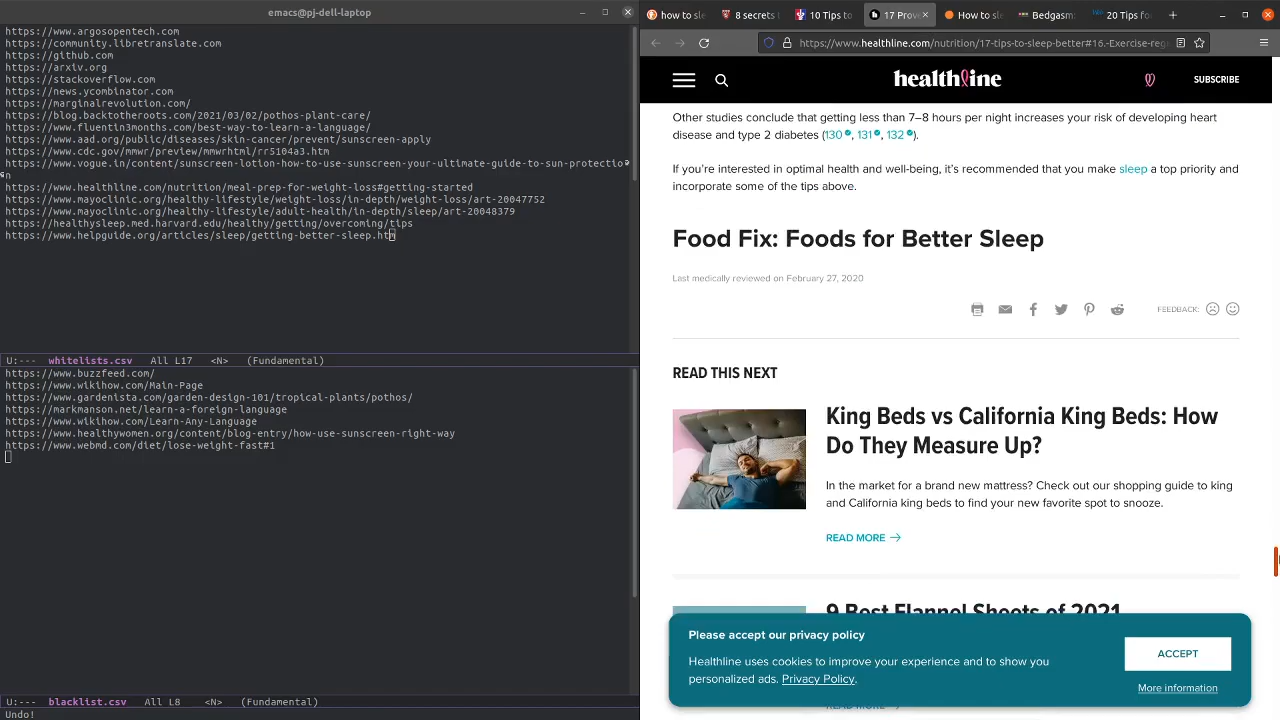 emacs@pj-dell-laptop
https://www.argosopentech.com
https://community.libretranslate.com
https://github.com
https://arxiv.org
https://stackoverflow.com
https://news.ycombinator.com
https://marginalrevolution.com/
https://blog.backtotheroots.com/2021/03/02/pothos-plant-care/
https://www.fluentin3months.com/best-way-to-learn-a-language/
https://www.aad.org/public/diseases/skin-cancer/prevent/sunscreen-apply
https://www.cdc.gov/mmwr/preview/mmwrhtml/rr5104a3.htm
https://www.vogue.in/content/sunscreen-lotion-how-to-use-sunscreen-your-ultimate-guide-to-sun-protectio
n
https://www.healthline.com/nutrition/meal-prep-for-weight-loss#getting-started
https://www.mayoclinic.org/healthy-lifestyle/weight-loss/in-depth/weight-loss/art-20047752
https://www.mayoclinic.org/healthy-lifestyle/adult-health/in-depth/sleep/art-20048379
https://healthysleep.med.harvard.edu/healthy/getting/overcoming/tips
https://www.helpguide.org/articles/sleep/getting-better-sleep.htm
U:--- whitelists.csv All L17 <N> (Fundamental)
https://www.buzzfeed.com/
https://www.wikihow.com/Main-Page
https://www.gardenista.com/garden-design-101/tropical-plants/pothos/
https://markmanson.net/learn-a-foreign-language
https://www.wikihow.com/Learn-Any-Language
https://www.healthywomen.org/content/blog-entry/how-use-sunscreen-right-way
https://www.webmd.com/diet/lose-weight-fast#1
U:--- blacklist.csv All L8 <N> (Fundamental)
Undo!
how to sle 8 secrets 10 Tips to 17 Prove How to sle Bedgasm: 20 Tips fo
https://www.healthline.com/nutrition/17-tips-to-sleep-better#16.-Exercise-reg
healthline
SUBSCRIBE
Other studies conclude that getting less than 7–8 hours per night increases your risk of developing heart
disease and type 2 diabetes (130, 131, 132).
If you're interested in optimal health and well-being, it's recommended that you make sleep a top priority and
incorporate some of the tips above.
Food Fix: Foods for Better Sleep
Last medically reviewed on February 27, 2020
FEEDBACK:
READ THIS NEXT
King Beds vs California King Beds: How
Do They Measure Up?
In the market for a brand new mattress? Check out our shopping guide to king
and California king beds to find your new favorite spot to snooze.
READ MORE
9 Best Flannel Sheets of 2021
Please accept our privacy policy
Healthline uses cookies to improve your experience and to show you
personalized ads. Privacy Policy.
ACCEPT
More information
READ MORE